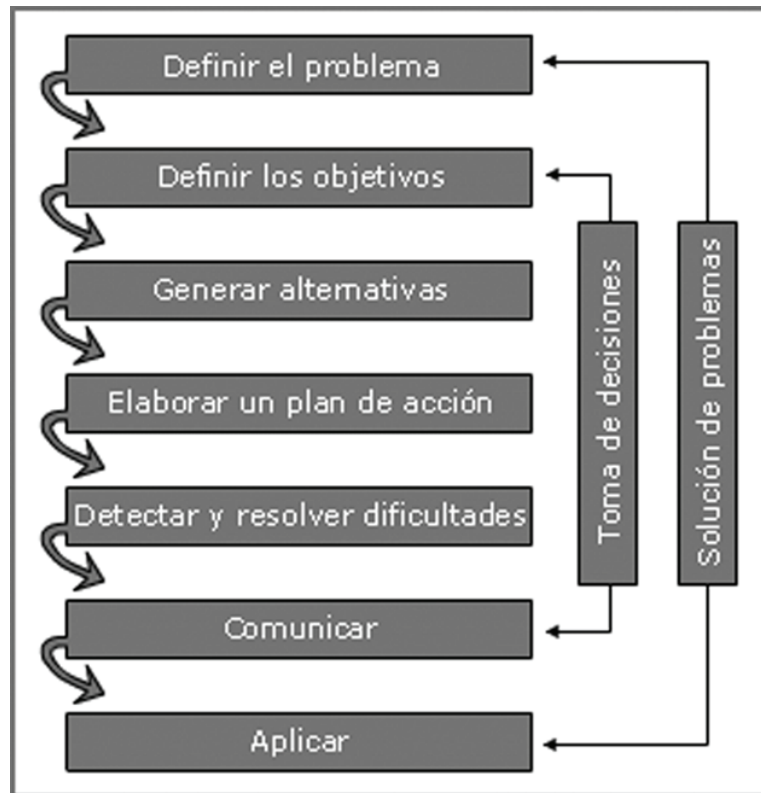 Definir el problema
Definir los objetivos
Generar alternativas
Elaborar un plan de acción
Detectar y resolver dificultades
Comunicar
Aplicar
Toma de decisiones
Solución de problemas